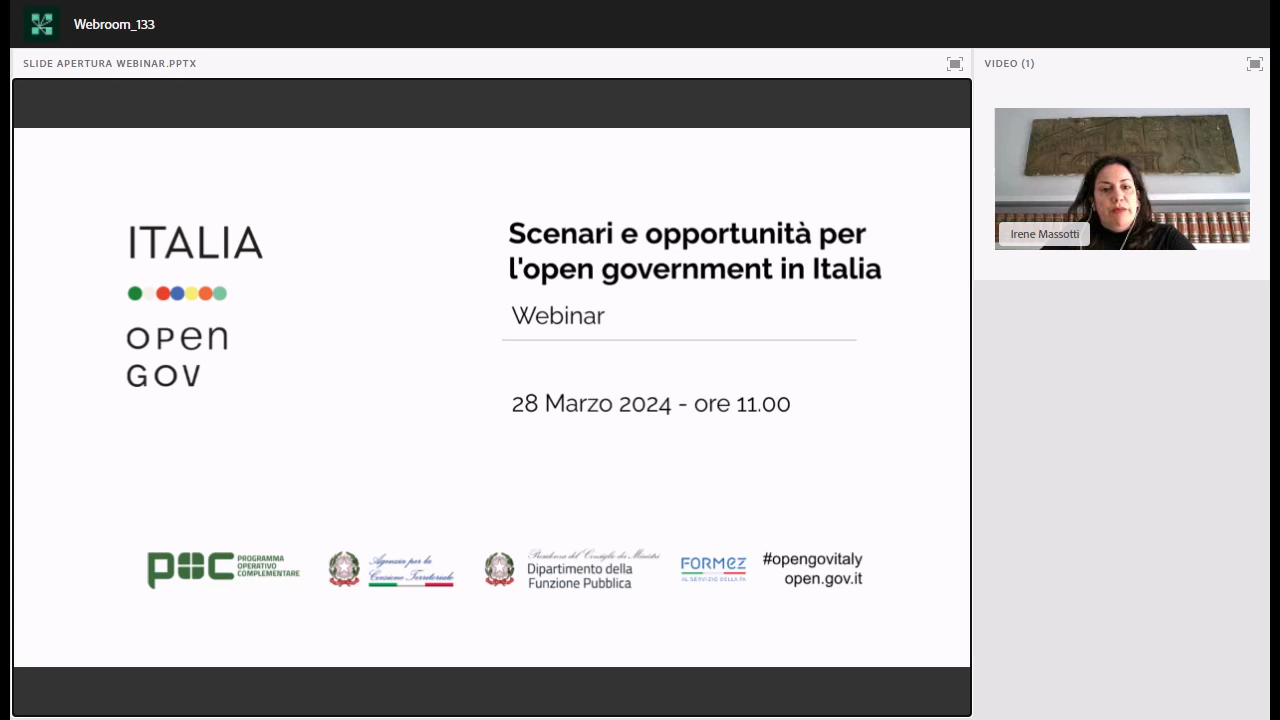 Webroom_133
SLIDE APERTURA WEBINAR.PPTX
VIDEO (1)
Irene Massotti
ITALIA
open
GOV
Scenari e opportunità per
l'open government in Italia
Webinar
28 Marzo 2024 - ore 11.00
POC
PROGRAMMA
OPERATIVO
COMPLEMENTARE
Agenzia per la
Coesione Territoriale
Presidenza del Consiglio dei Ministri
Dipartimento della
Funzione Pubblica
FORMEZ
AL SERVIZIO DELLA PA
#opengovitaly
open.gov.it